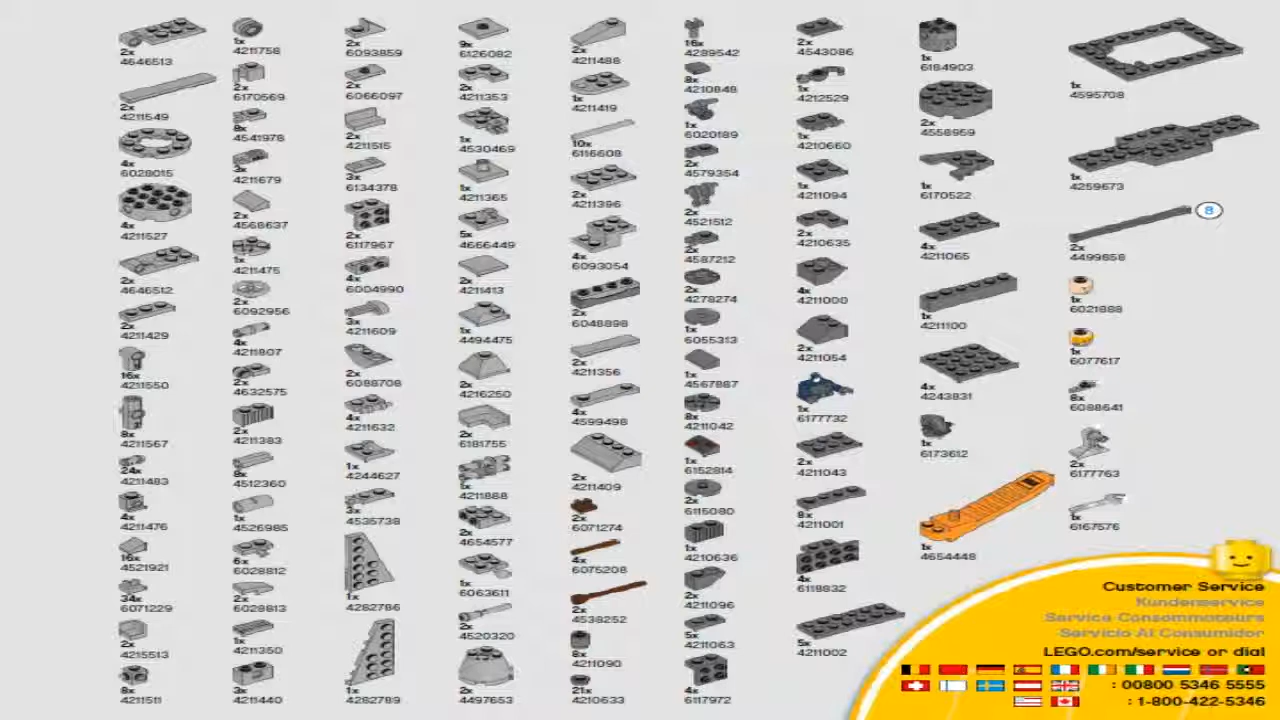 2x
4646513
2x
4211549
4x
6028015
4x
4211527
2x
4646512
2x
4211429
16x
4211550
8x
4211567
24x
4211483
4x
4211476
16x
4521921
34x
6071229
2x
4215513
8x
4211511
1x
4211758
2x
6170569
8x
4541978
3x
4211679
2x
4568637
1x
4211475
2x
6092956
4x
4211807
2x
4632575
2x
4211383
8x
4512360
1x
4526985
6x
6028812
2x
6028813
1x
4211350
3x
4211440
2x
6093859
2x
6066097
2x
4211515
3x
6134378
2x
6117967
4x
6004990
3x
4211609
2x
6088708
4x
4211632
1x
4244627
3x
4535738
1x
4282786
1x
4282789
9x
6126082
2x
4211353
1x
4530469
1x
4211365
5x
4666449
2x
4211413
1x
4494475
2x
4216250
2x
6181755
1x
4211888
2x
4654577
1x
6063611
2x
4520320
2x
4497653
2x
4211488
1x
4211419
10x
6116608
2x
4211396
4x
6093054
2x
6048898
2x
4211356
4x
4599498
2x
4211409
2x
6071274
4x
6075208
2x
4538252
8x
4211090
21x
4210633
16x
4289542
8x
4210848
1x
6020189
2x
4579354
2x
4521512
2x
4587212
2x
4278274
1x
6055313
1x
4567887
8x
4211042
1x
6152814
2x
6115080
1x
4210636
2x
4211096
5x
4211063
4x
6117972
2x
4543086
1x
4212529
1x
4210660
1x
4211094
2x
4210635
4x
4211000
2x
4211054
1x
6177732
2x
4211043
8x
4211001
4x
6118832
5x
4211002
1x
6184903
2x
4558959
1x
6170522
4x
4211065
1x
4211100
4x
4243831
1x
6173612
1x
4654448
1x
4595708
1x
4259673
8
2x
4499858
1x
6021888
1x
6077617
8x
6088641
2x
6177763
1x
6167576
Customer Service
Kundenservice
Service Consommateurs
Servicio Al Consumidor
LEGO.com/service or dial
: 00800 5346 5555
: 1-800-422-5346